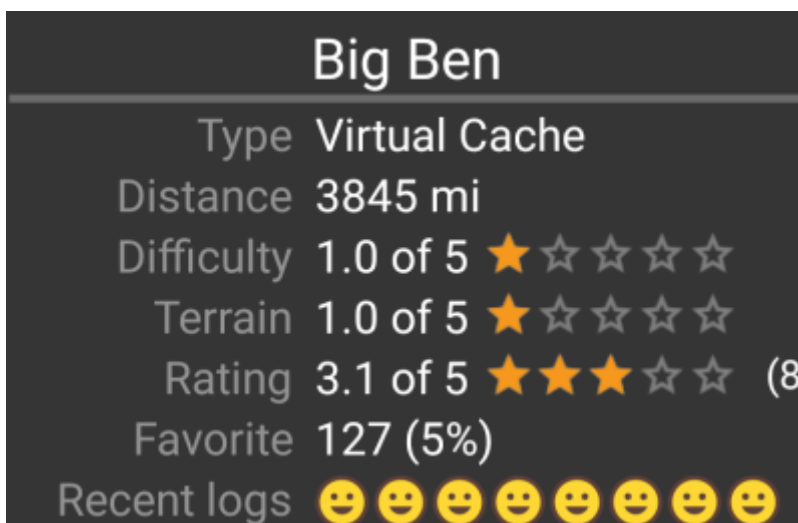 Big Ben
Type Virtual Cache
Distance 3845 mi
Difficulty 1.0 of 5
Terrain 1.0 of 5
Rating 3.1 of 5 (8
Favorite 127 (5%)
Recent logs